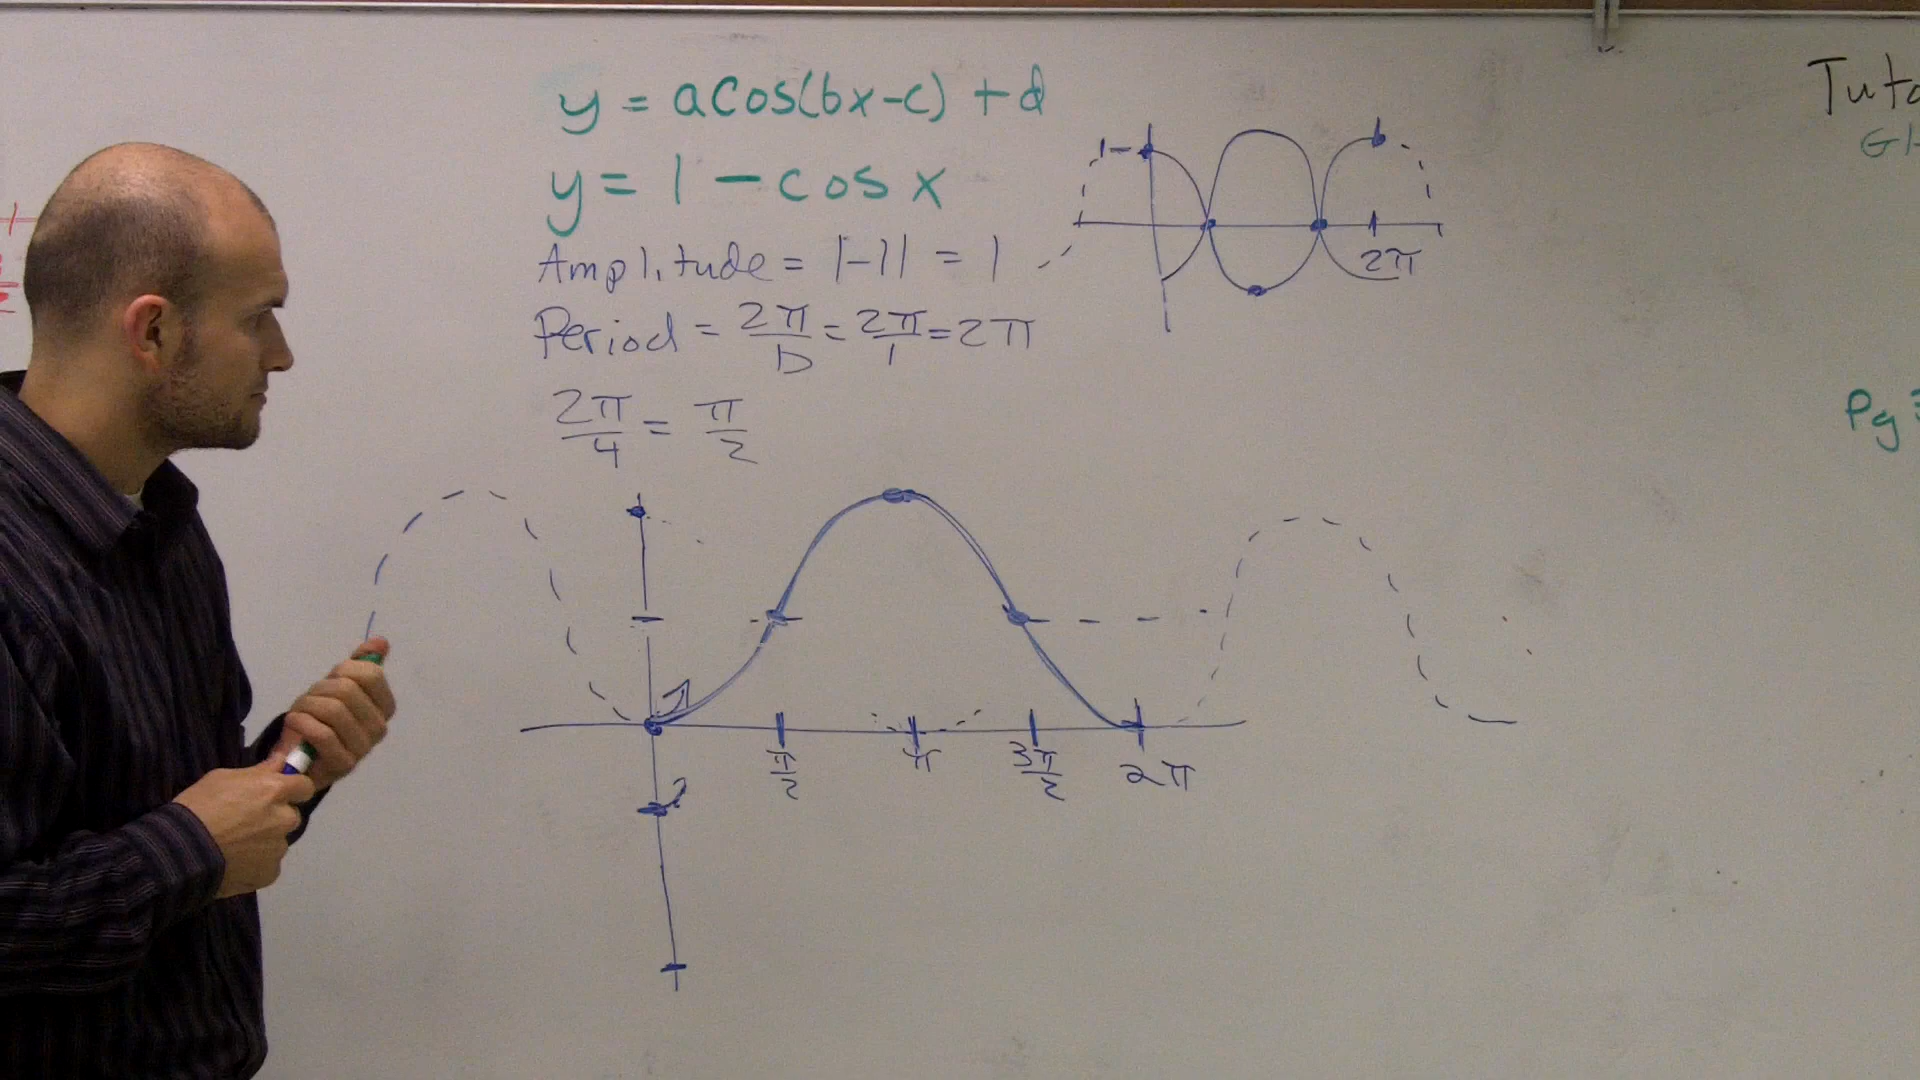 y = acos(bx-c) + d
y = 1 - cos x
Amplitude = |-1| = 1
Period = 2π/b = 2π/1 = 2π
2π/4 = π/2
1
2π
π/2 π 3π/2 2π
Pg